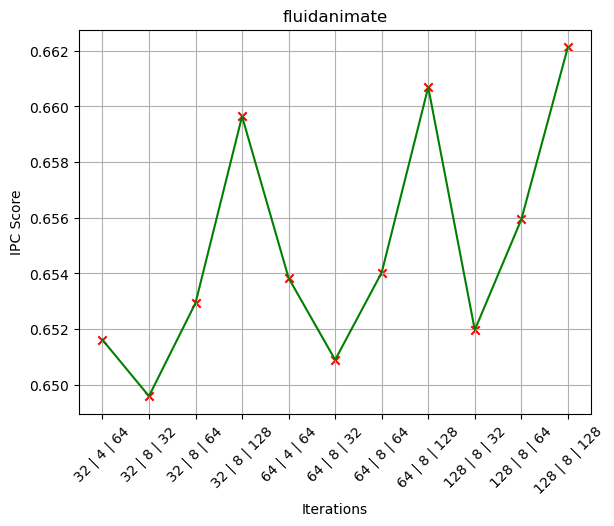 fluidanimate
IPC Score
0.662
0.660
0.658
0.656
0.654
0.652
0.650
32 | 4 | 64
32 | 8 | 32
32 | 8 | 64
32 | 8 | 128
64 | 4 | 64
64 | 8 | 32
64 | 8 | 64
64 | 8 | 128
128 | 8 | 32
128 | 8 | 64
128 | 8 | 128
Iterations